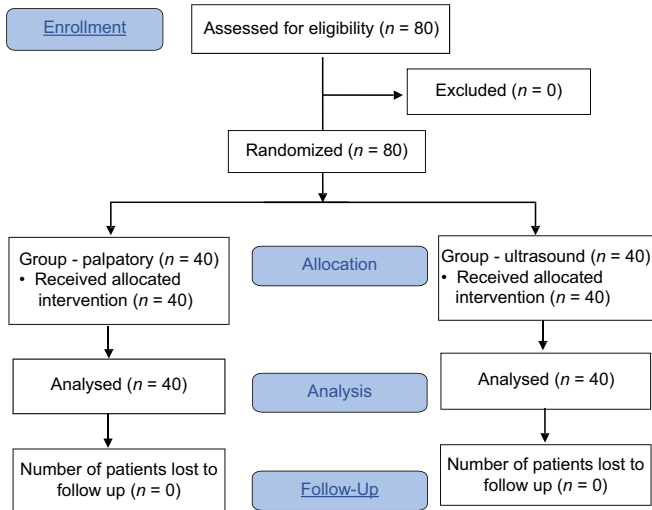 Enrollment
Assessed for eligibility (n = 80)
Excluded (n = 0)
Randomized (n = 80)
Group - palpatory (n = 40)
• Received allocated
intervention (n = 40)
Allocation
Group - ultrasound (n = 40)
• Received allocated
intervention (n = 40)
Analysed (n = 40)
Analysis
Analysed (n = 40)
Number of patients lost to
follow up (n = 0)
Follow-Up
Number of patients lost to
follow up (n = 0)